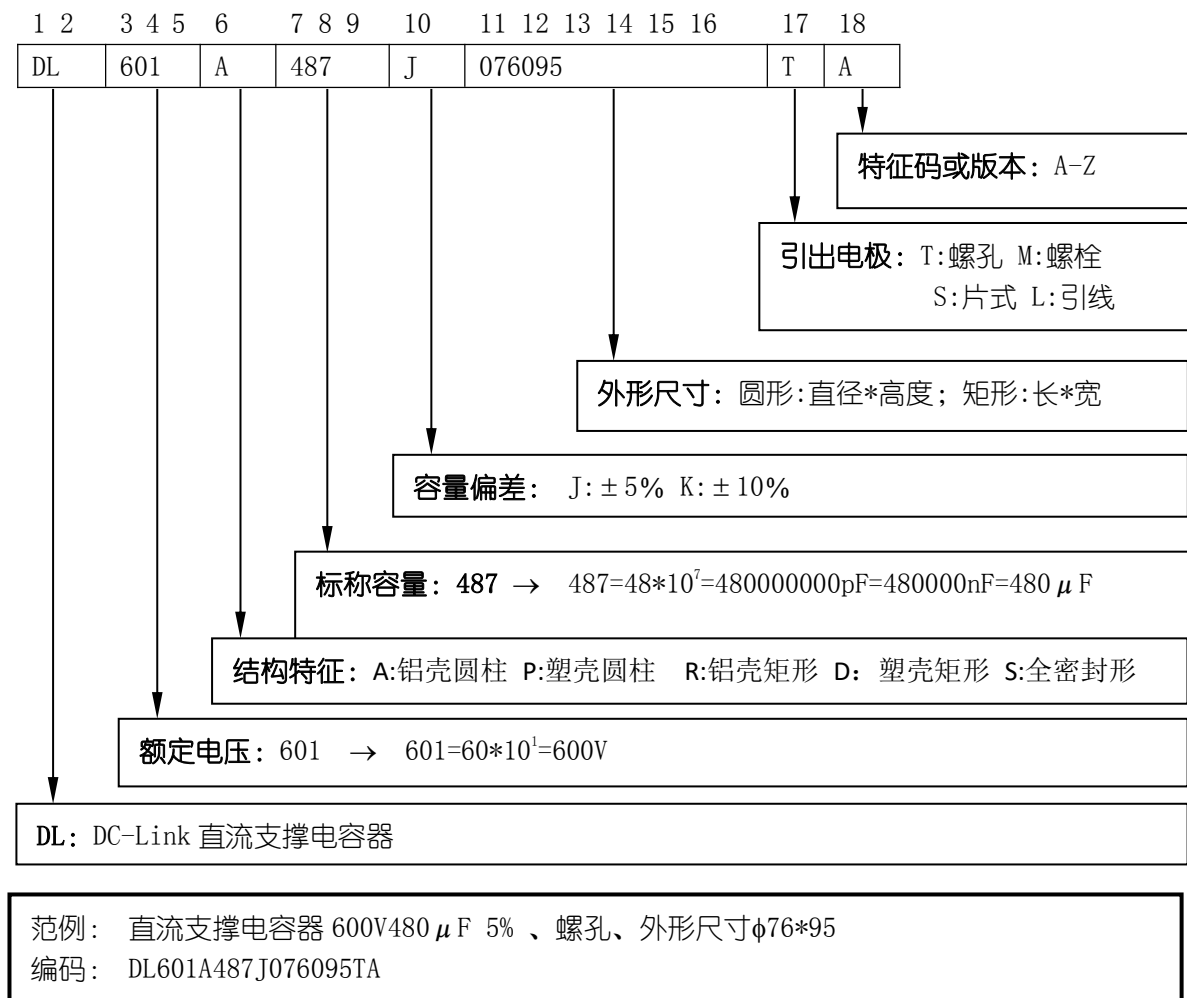 1 2 3 4 5 6 7 8 9 10 11 12 13 14 15 16 17 18
DL 601 A 487 J 076095 T A
特征码或版本: A-Z
引出电极: T:螺孔 M:螺栓
S:片式 L:引线
外形尺寸: 圆形:直径*高度; 矩形:长*宽
容量偏差: J:±5% K:±10%
标称容量: 487 → 487=48*10⁷=480000000pF=480000nF=480μF
结构特征: A:铝壳圆柱 P:塑壳圆柱 R:铝壳矩形 D: 塑壳矩形 S:全密封形
额定电压: 601 → 601=60*10¹=600V
DL: DC-Link 直流支撑电容器
范例: 直流支撑电容器 600V480μF 5% 、螺孔、外形尺寸ф76*95
编码: DL601A487J076095TA